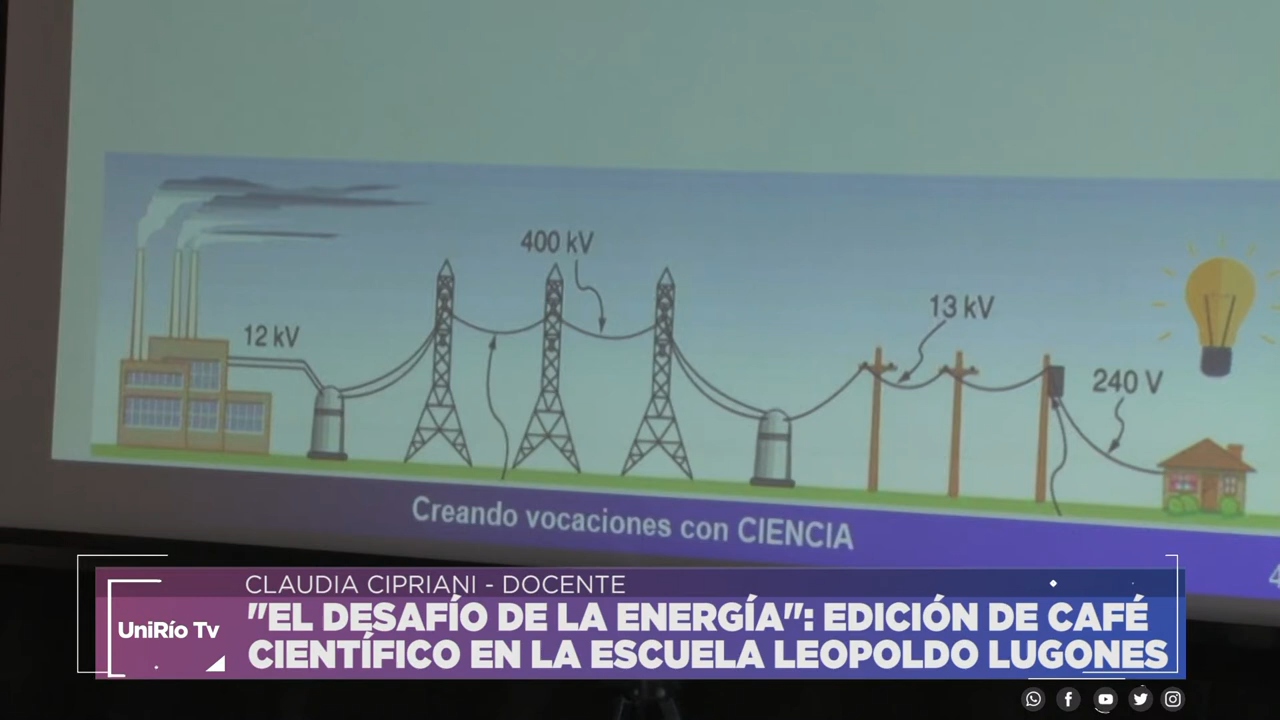 400 kV
12 kV
13 kV
240 V
Creando vocaciones con CIENCIA
4
CLAUDIA CIPRIANI - DOCENTE
UniRío Tv
"EL DESAFÍO DE LA ENERGÍA": EDICIÓN DE CAFÉ
CIENTÍFICO EN LA ESCUELA LEOPOLDO LUGONES